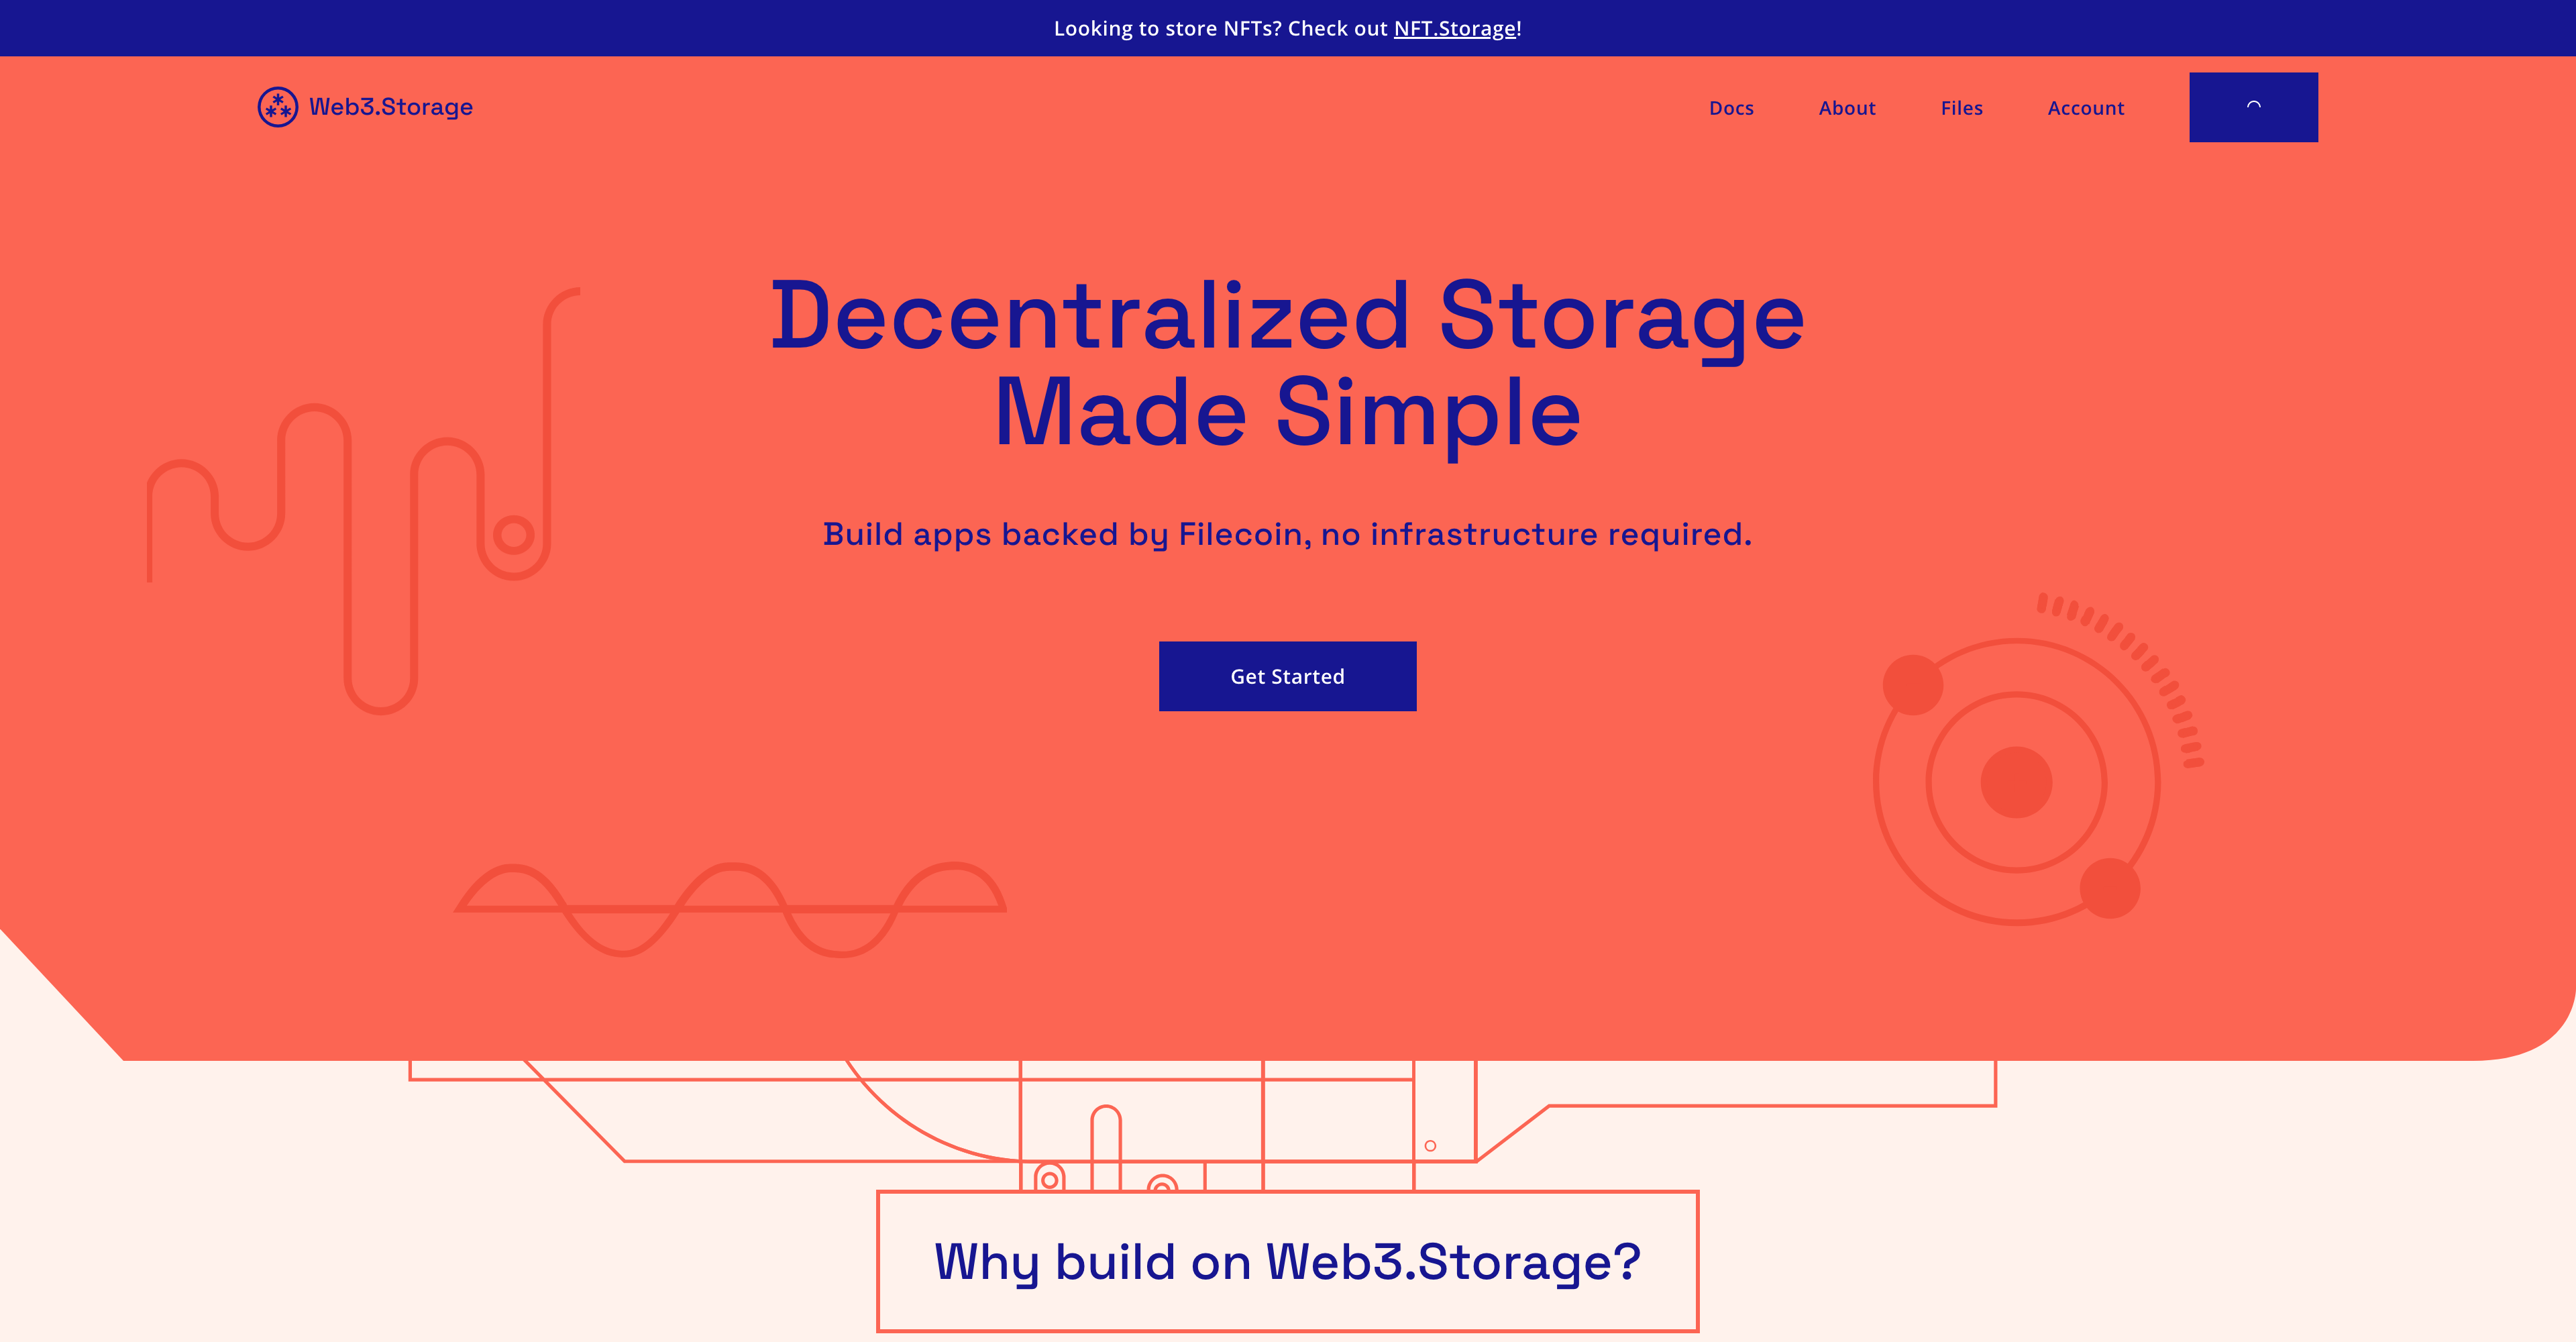 Looking to store NFTs? Check out NFT.Storage!
Web3.Storage
Docs
About
Files
Account
Decentralized Storage
Made Simple
Build apps backed by Filecoin, no infrastructure required.
Get Started
Why build on Web3.Storage?